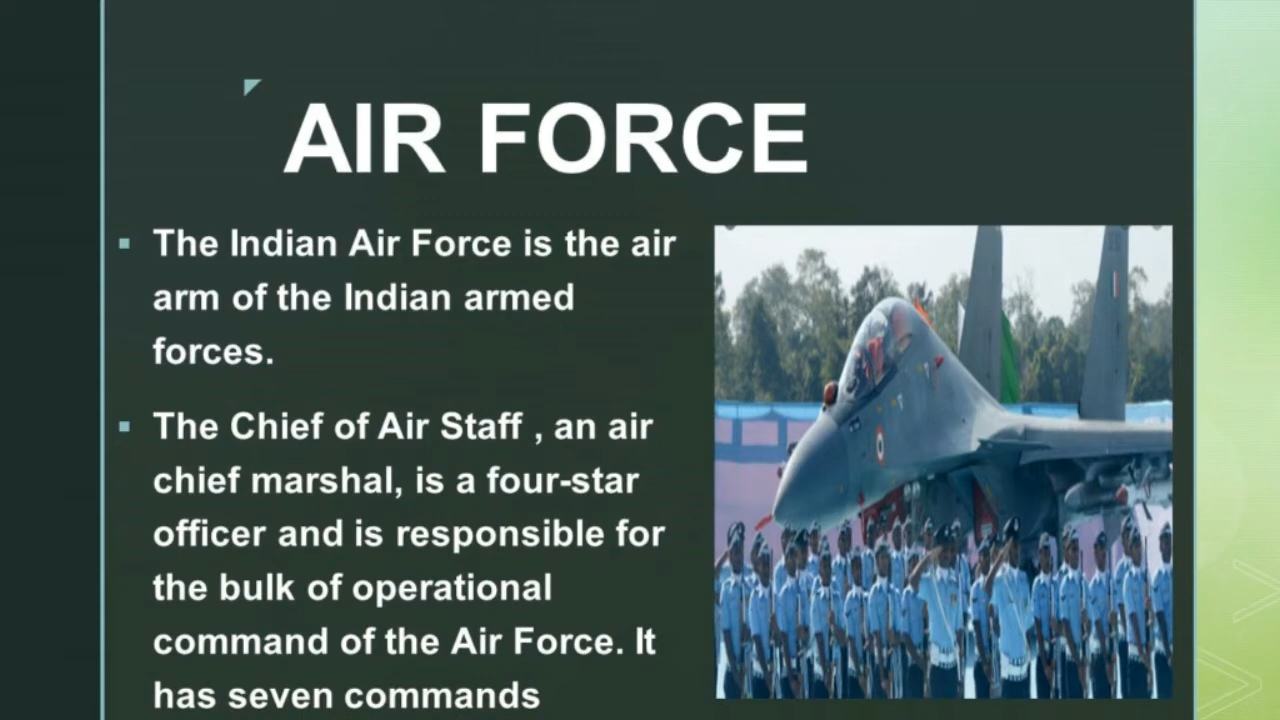 AIR FORCE
The Indian Air Force is the air
arm of the Indian armed
forces.
The Chief of Air Staff , an air
chief marshal, is a four-star
officer and is responsible for
the bulk of operational
command of the Air Force. It
has seven commands